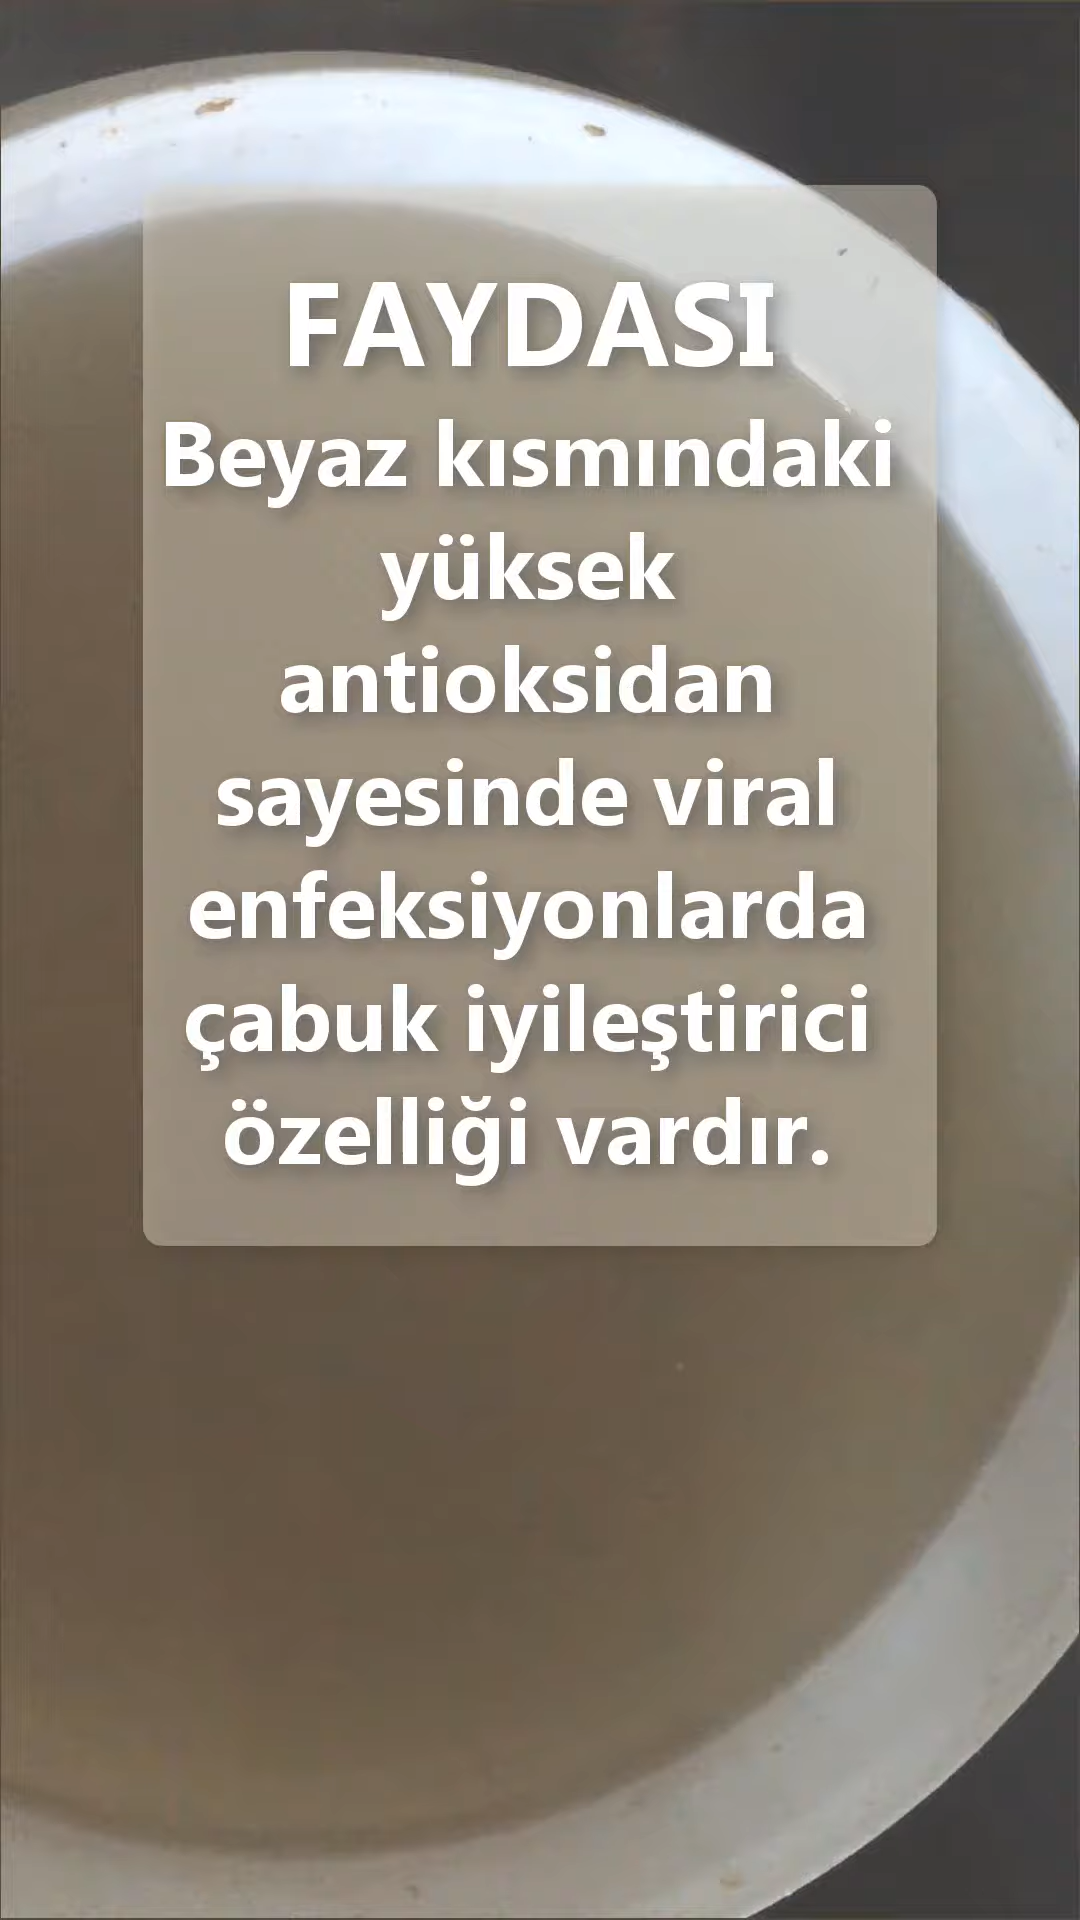 FAYDASI
Beyaz kısmındaki
yüksek
antioksidan
sayesinde viral
enfeksiyonlarda
çabuk iyileştirici
özelliği vardır.